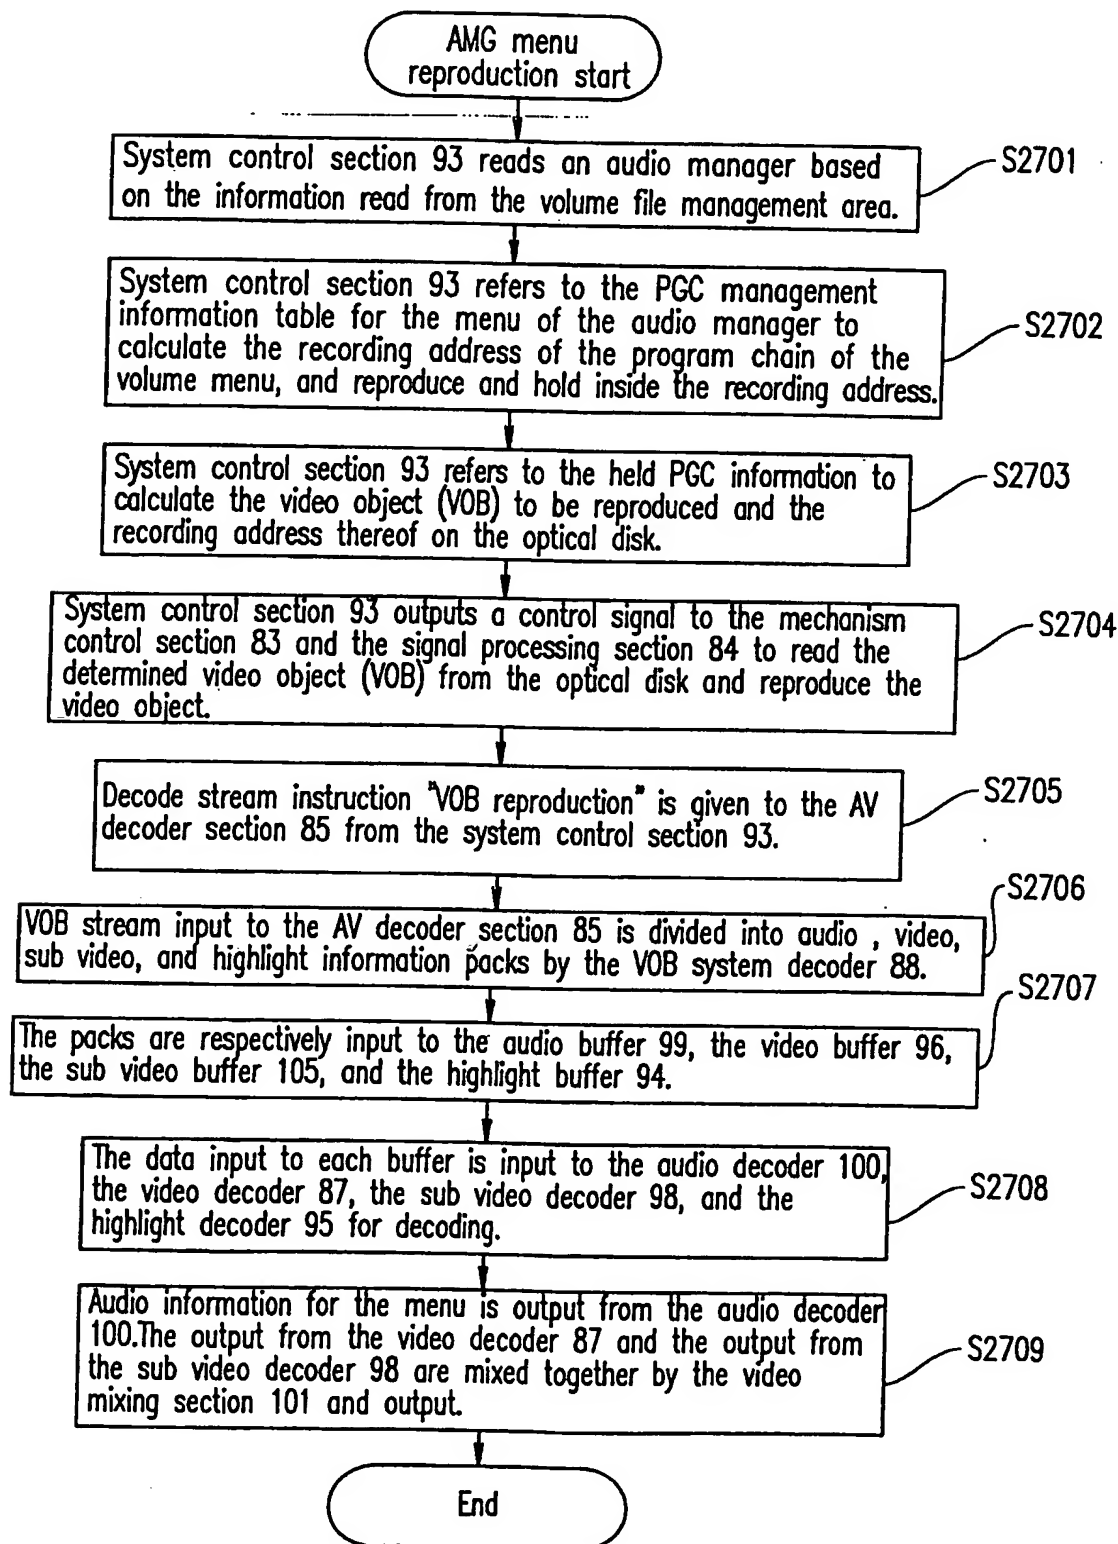 AMG menu
reproduction start
System control section 93 reads an audio manager based
on the information read from the volume file management area.
S2701
System control section 93 refers to the PGC management
information table for the menu of the audio manager to
calculate the recording address of the program chain of the
volume menu, and reproduce and hold inside the recording address.
S2702
System control section 93 refers to the held PGC information to
calculate the video object (VOB) to be reproduced and the
recording address thereof on the optical disk.
S2703
System control section 93 outputs a control signal to the mechanism
control section 83 and the signal processing section 84 to read the
determined video object (VOB) from the optical disk and reproduce the
video object.
S2704
Decode stream instruction "VOB reproduction" is given to the AV
decoder section 85 from the system control section 93.
S2705
VOB stream input to the AV decoder section 85 is divided into audio , video,
sub video, and highlight information packs by the VOB system decoder 88.
S2706
The packs are respectively input to the audio buffer 99, the video buffer 96,
the sub video buffer 105, and the highlight buffer 94.
S2707
The data input to each buffer is input to the audio decoder 100,
the video decoder 87, the sub video decoder 98, and the
highlight decoder 95 for decoding.
S2708
Audio information for the menu is output from the audio decoder
100.The output from the video decoder 87 and the output from
the sub video decoder 98 are mixed together by the video
mixing section 101 and output.
S2709
End